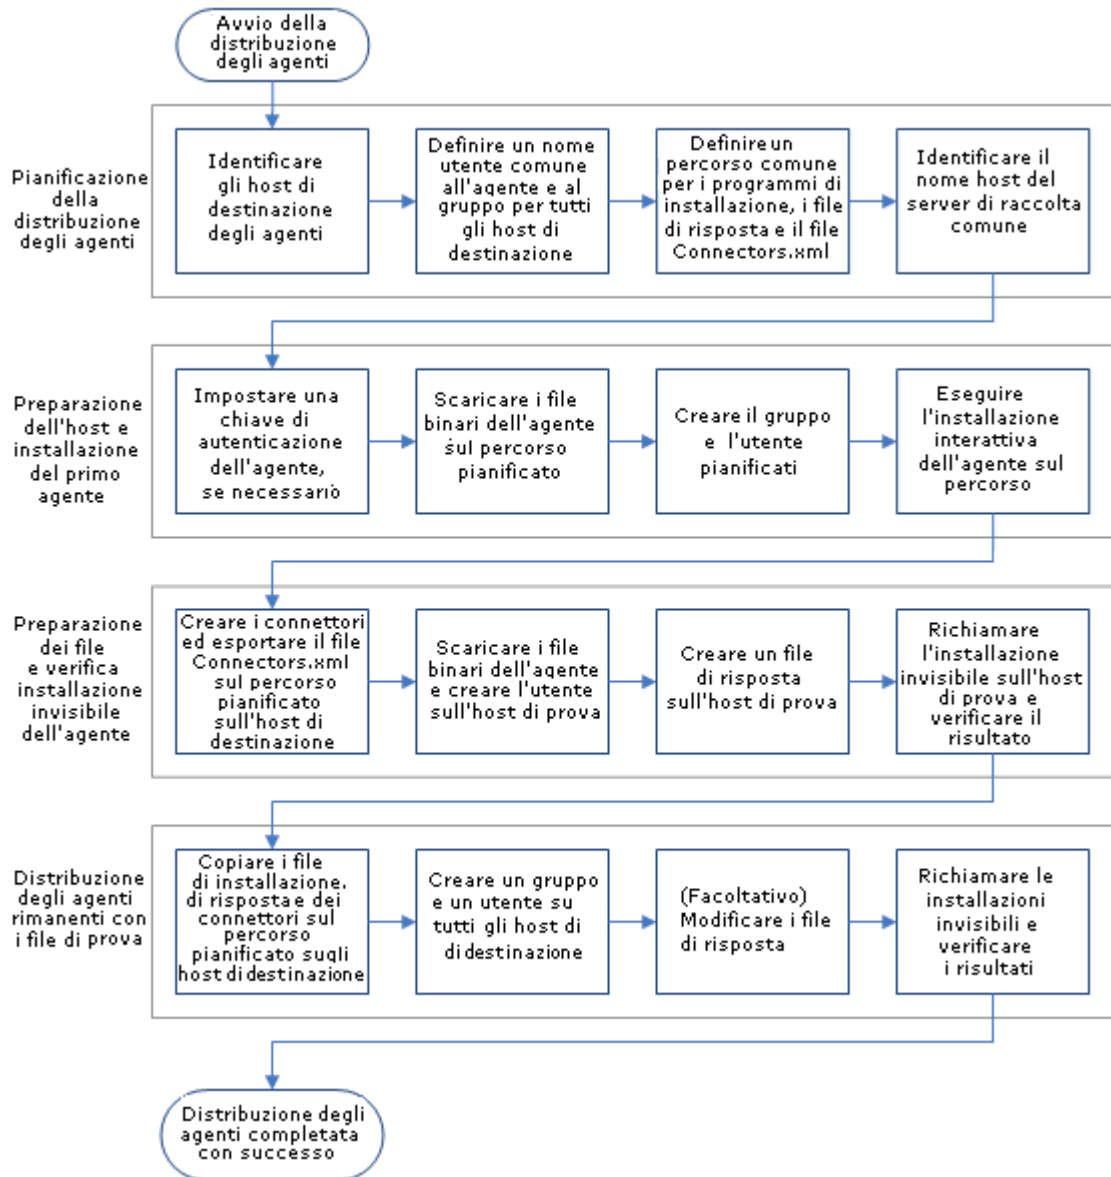 Avvio della
distribuzione
degli agenti
Pianificazione
della
distribuzione
degli agenti
Identificare
gli host di
destinazione
degli agenti
Definire un nome
utente comune
all'agente e al
gruppo per tutti
gli host di
destinazione
Definire un
percorso comune
per i programmi di
installazione, i file
di risposta e il file
Connectors.xml
Identificare il
nome host del
server di raccolta
comune
Preparazione
dell'host e
installazione
del primo
agente
Impostare una
chiave di
autenticazione
dell'agente,
se necessario
Scaricare i file
binari dell'agente
sul percorso
pianificato
Creare il gruppo
e l'utente
pianificati
Eseguire
l'installazione
interattiva
dell'agente sul
percorso
Preparazione
dei file
e verifica
installazione
invisibile
dell'agente
Creare i connettori
ed esportare il file
Connectors.xml
sul percorso
pianificato
sull'host di
destinazione
Scaricare i file
binari dell'agente
e creare l'utente
sull'host di prova
Creare un file
di risposta
sull'host di prova
Richiamare
l'installazione
invisibile sull'host
di prova e
verificare il
risultato
Distribuzione
degli agenti
rimanenti con
i file di prova
Copiare i file
di installazione,
di risposta e dei
connettori sul
percorso
pianificato sugli
host di destinazione
Creare un gruppo
e un utente su
tutti gli host di
di destinazione
(Facoltativo)
Modificare i file
di risposta
Richiamare le
installazioni
invisibili e
verificare
i risultati
Distribuzione degli
agenti completata
con successo